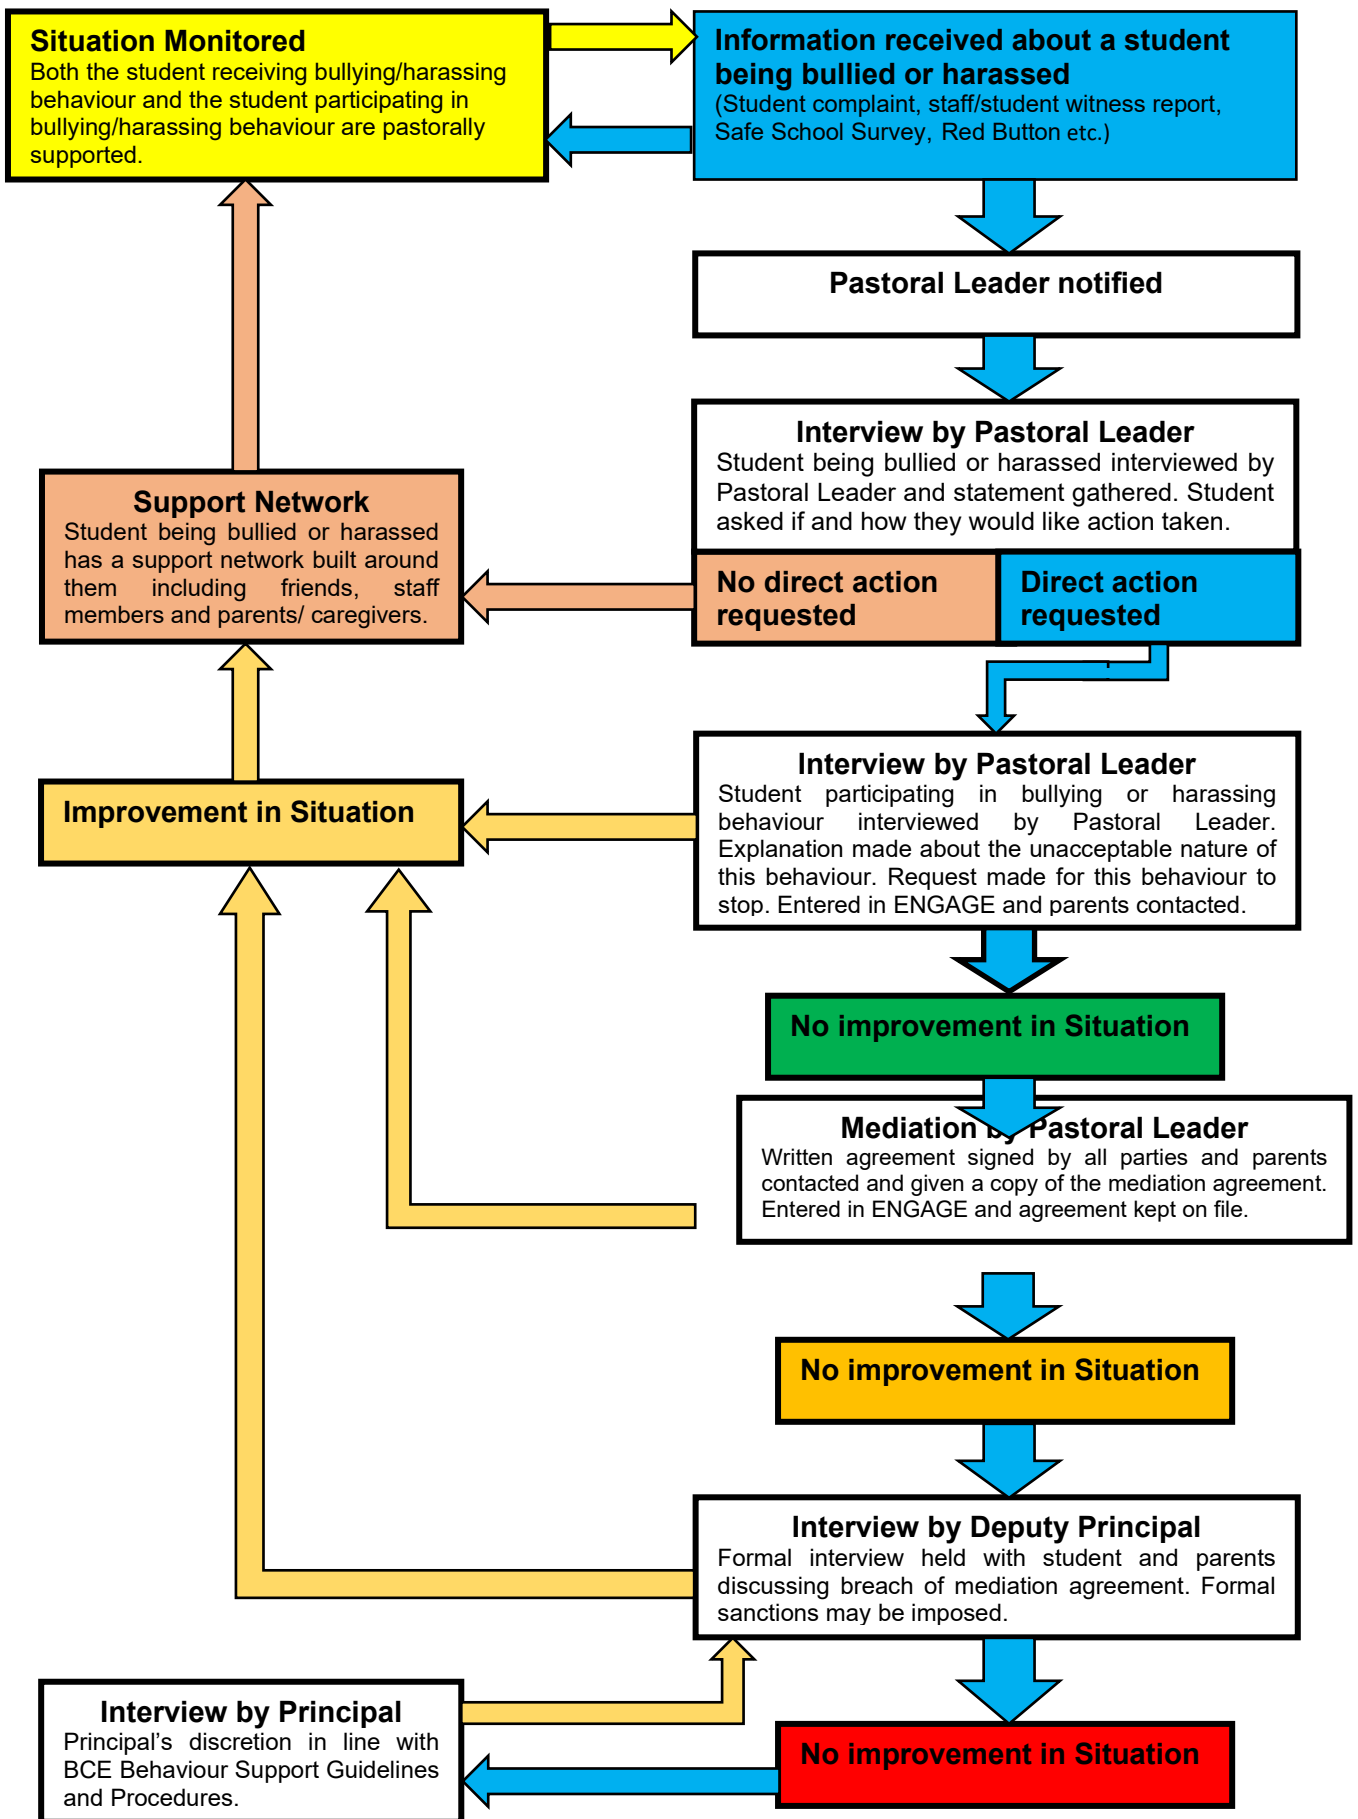 Situation Monitored
Both the student receiving bullying/harassing
behaviour and the student participating in
bullying/harassing behaviour are pastorally
supported.
Information received about a student
being bullied or harassed
(Student complaint, staff/student witness report,
Safe School Survey, Red Button etc.)
Pastoral Leader notified
Interview by Pastoral Leader
Student being bullied or harassed interviewed by
Pastoral Leader and statement gathered. Student
asked if and how they would like action taken.
No direct action
requested
Direct action
requested
Support Network
Student being bullied or harassed
has a support network built around
them including friends, staff
members and parents/ caregivers.
Improvement in Situation
Interview by Pastoral Leader
Student participating in bullying or harassing
behaviour interviewed by Pastoral Leader.
Explanation made about the unacceptable nature of
this behaviour. Request made for this behaviour to
stop. Entered in ENGAGE and parents contacted.
No improvement in Situation
Mediation by Pastoral Leader
Written agreement signed by all parties and parents
contacted and given a copy of the mediation agreement.
Entered in ENGAGE and agreement kept on file.
No improvement in Situation
Interview by Deputy Principal
Formal interview held with student and parents
discussing breach of mediation agreement. Formal
sanctions may be imposed.
Interview by Principal
Principal's discretion in line with
BCE Behaviour Support Guidelines
and Procedures.
No improvement in Situation